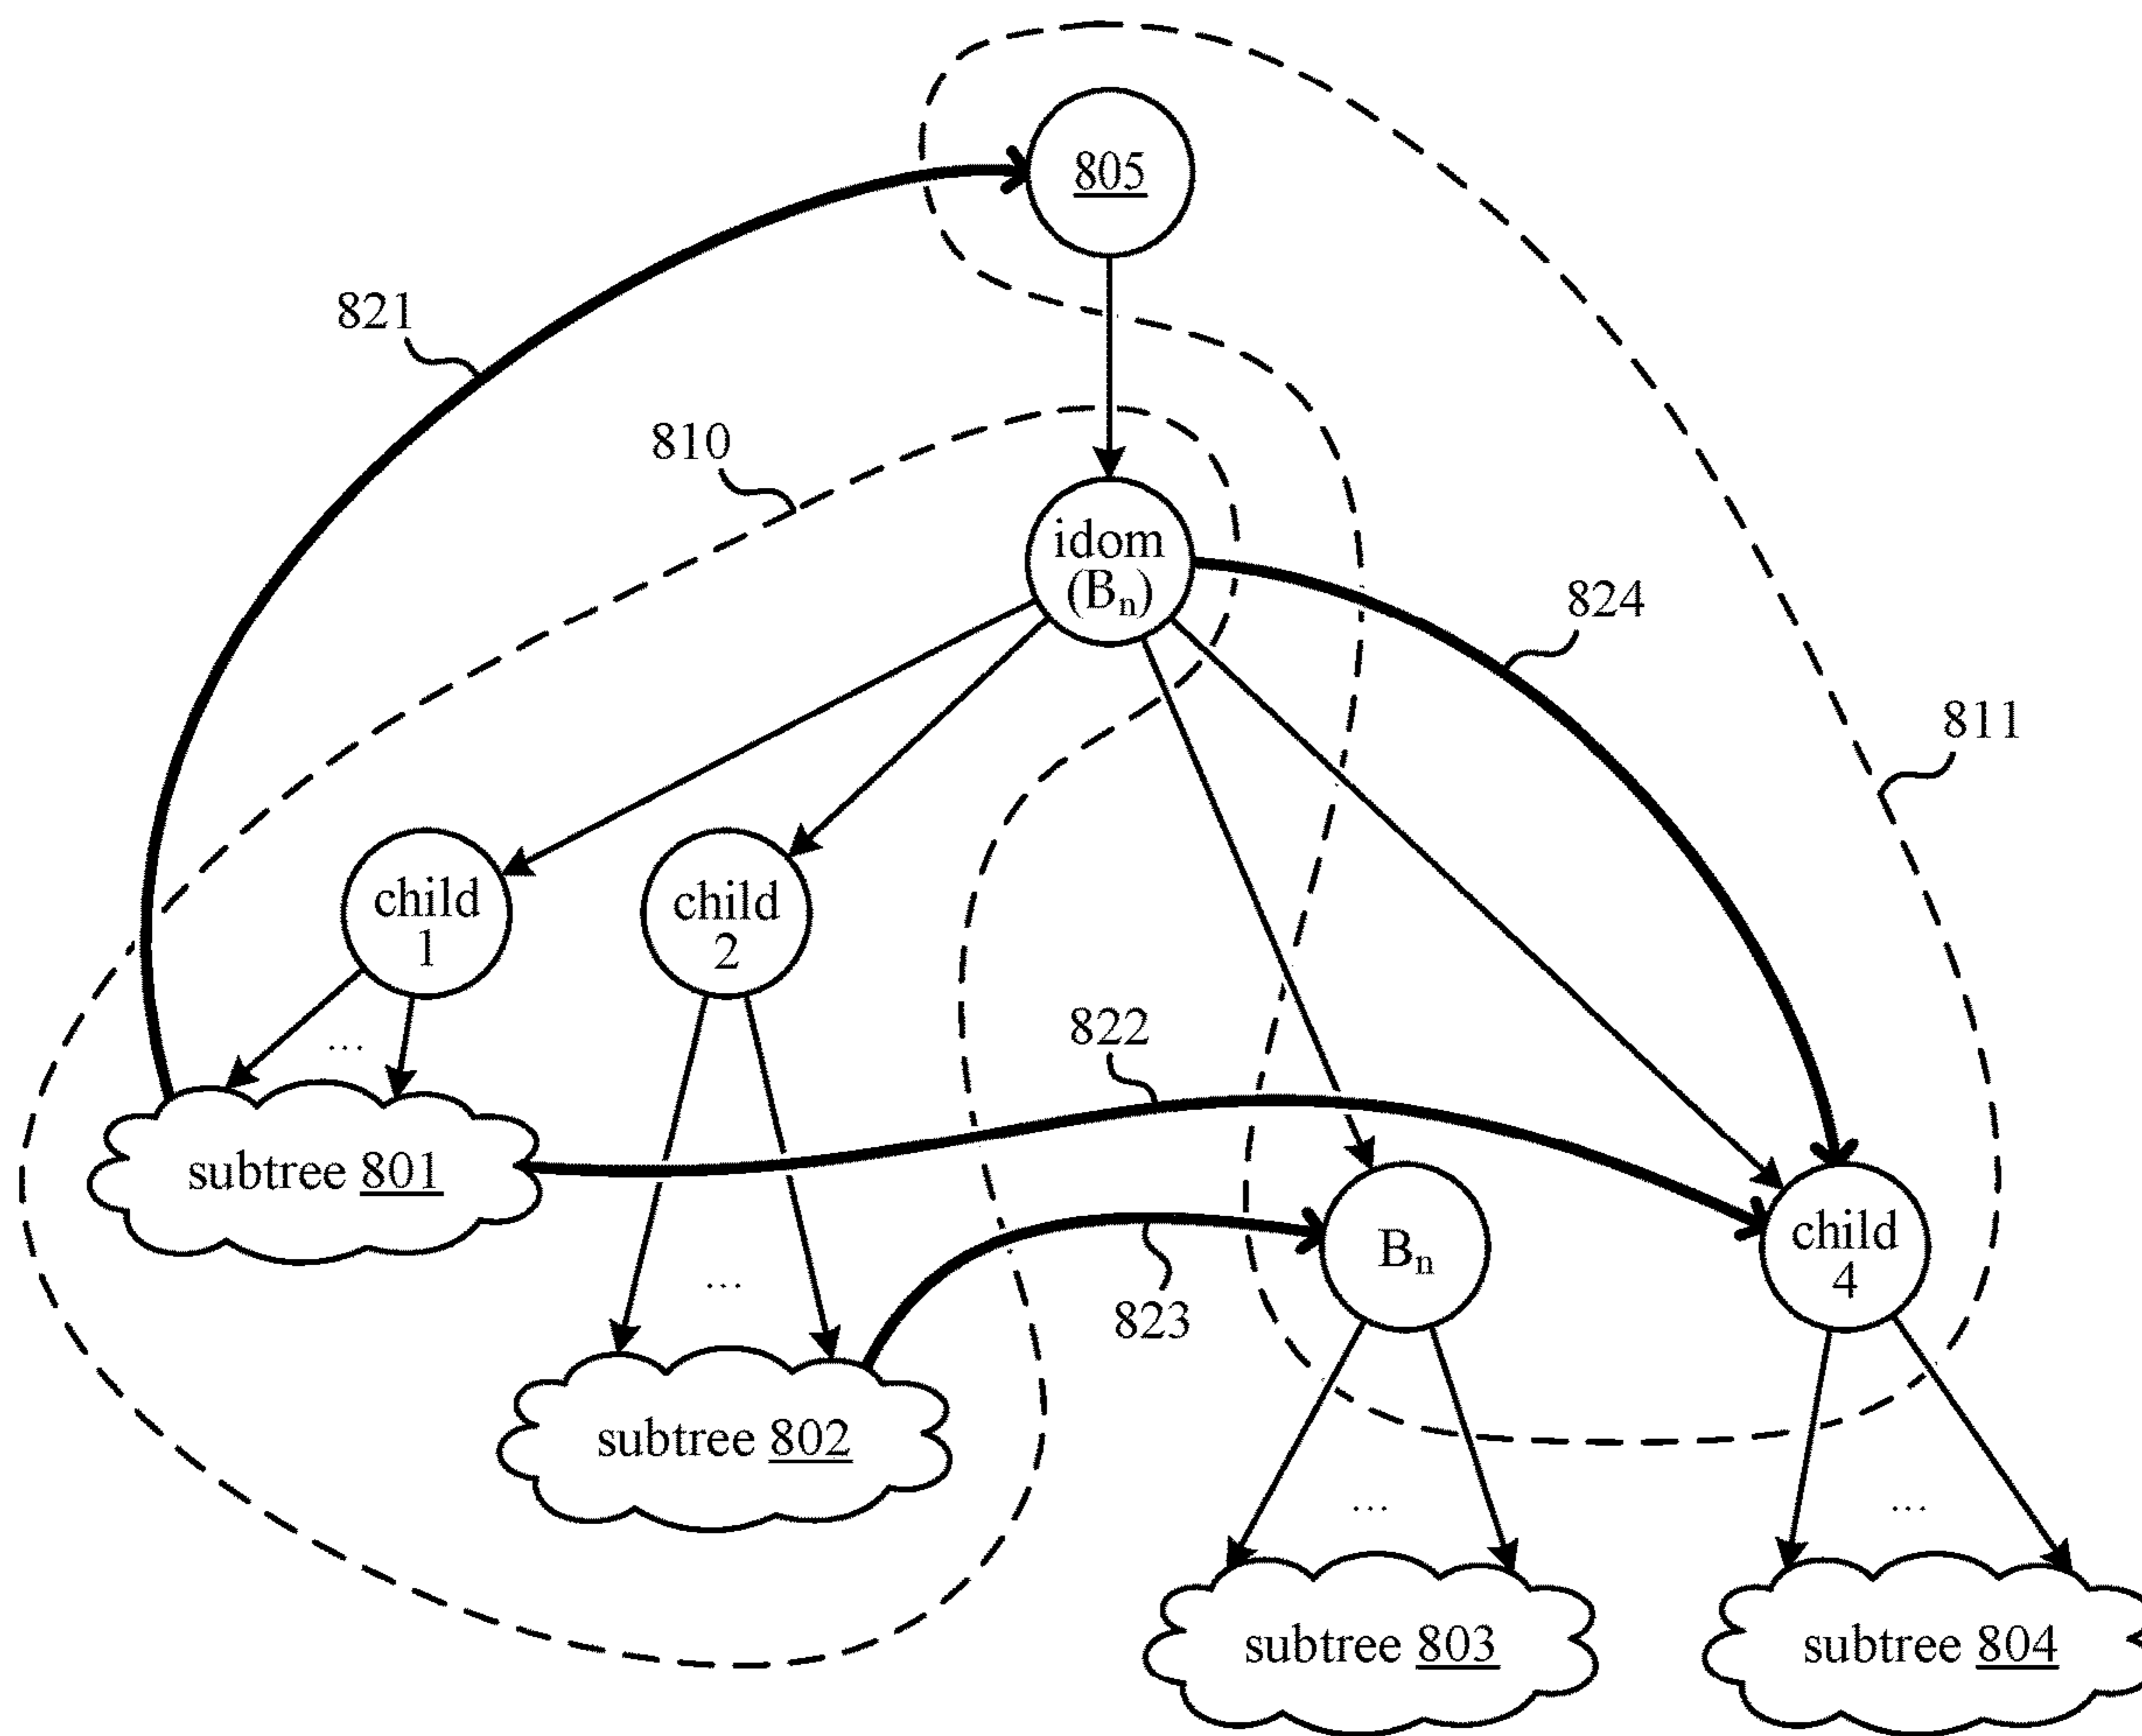 805
821
810
idom
(Bn)
824
811
child
1
child
2
822
...
subtree 801
Bn
child
4
823
...
subtree 802
...
...
subtree 803
subtree 804